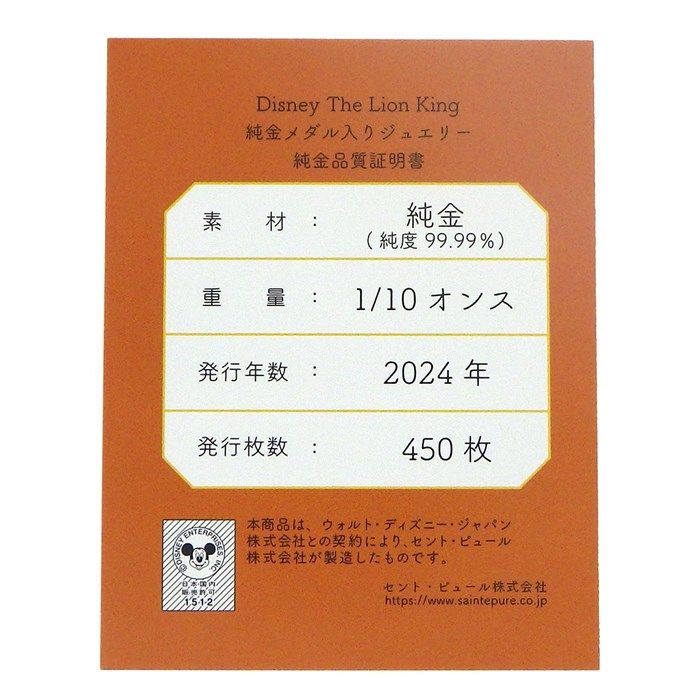 Disney The Lion King
純金メダル入りジュエリー
純金品質証明書
素 材 : 純金
(純度 99.99%)
重 量 : 1/10 オンス
発行年数 : 2024 年
発行枚数 : 450 枚
本商品は、ウォルト・ディズニー・ジャパン
株式会社との契約により、セント・ピュール
株式会社が製造したものです。
©DISNEY ENTERPRISES, INC.
日本国内
販売許可
1512
セント・ピュール株式会社
https://www.saintepure.co.jp